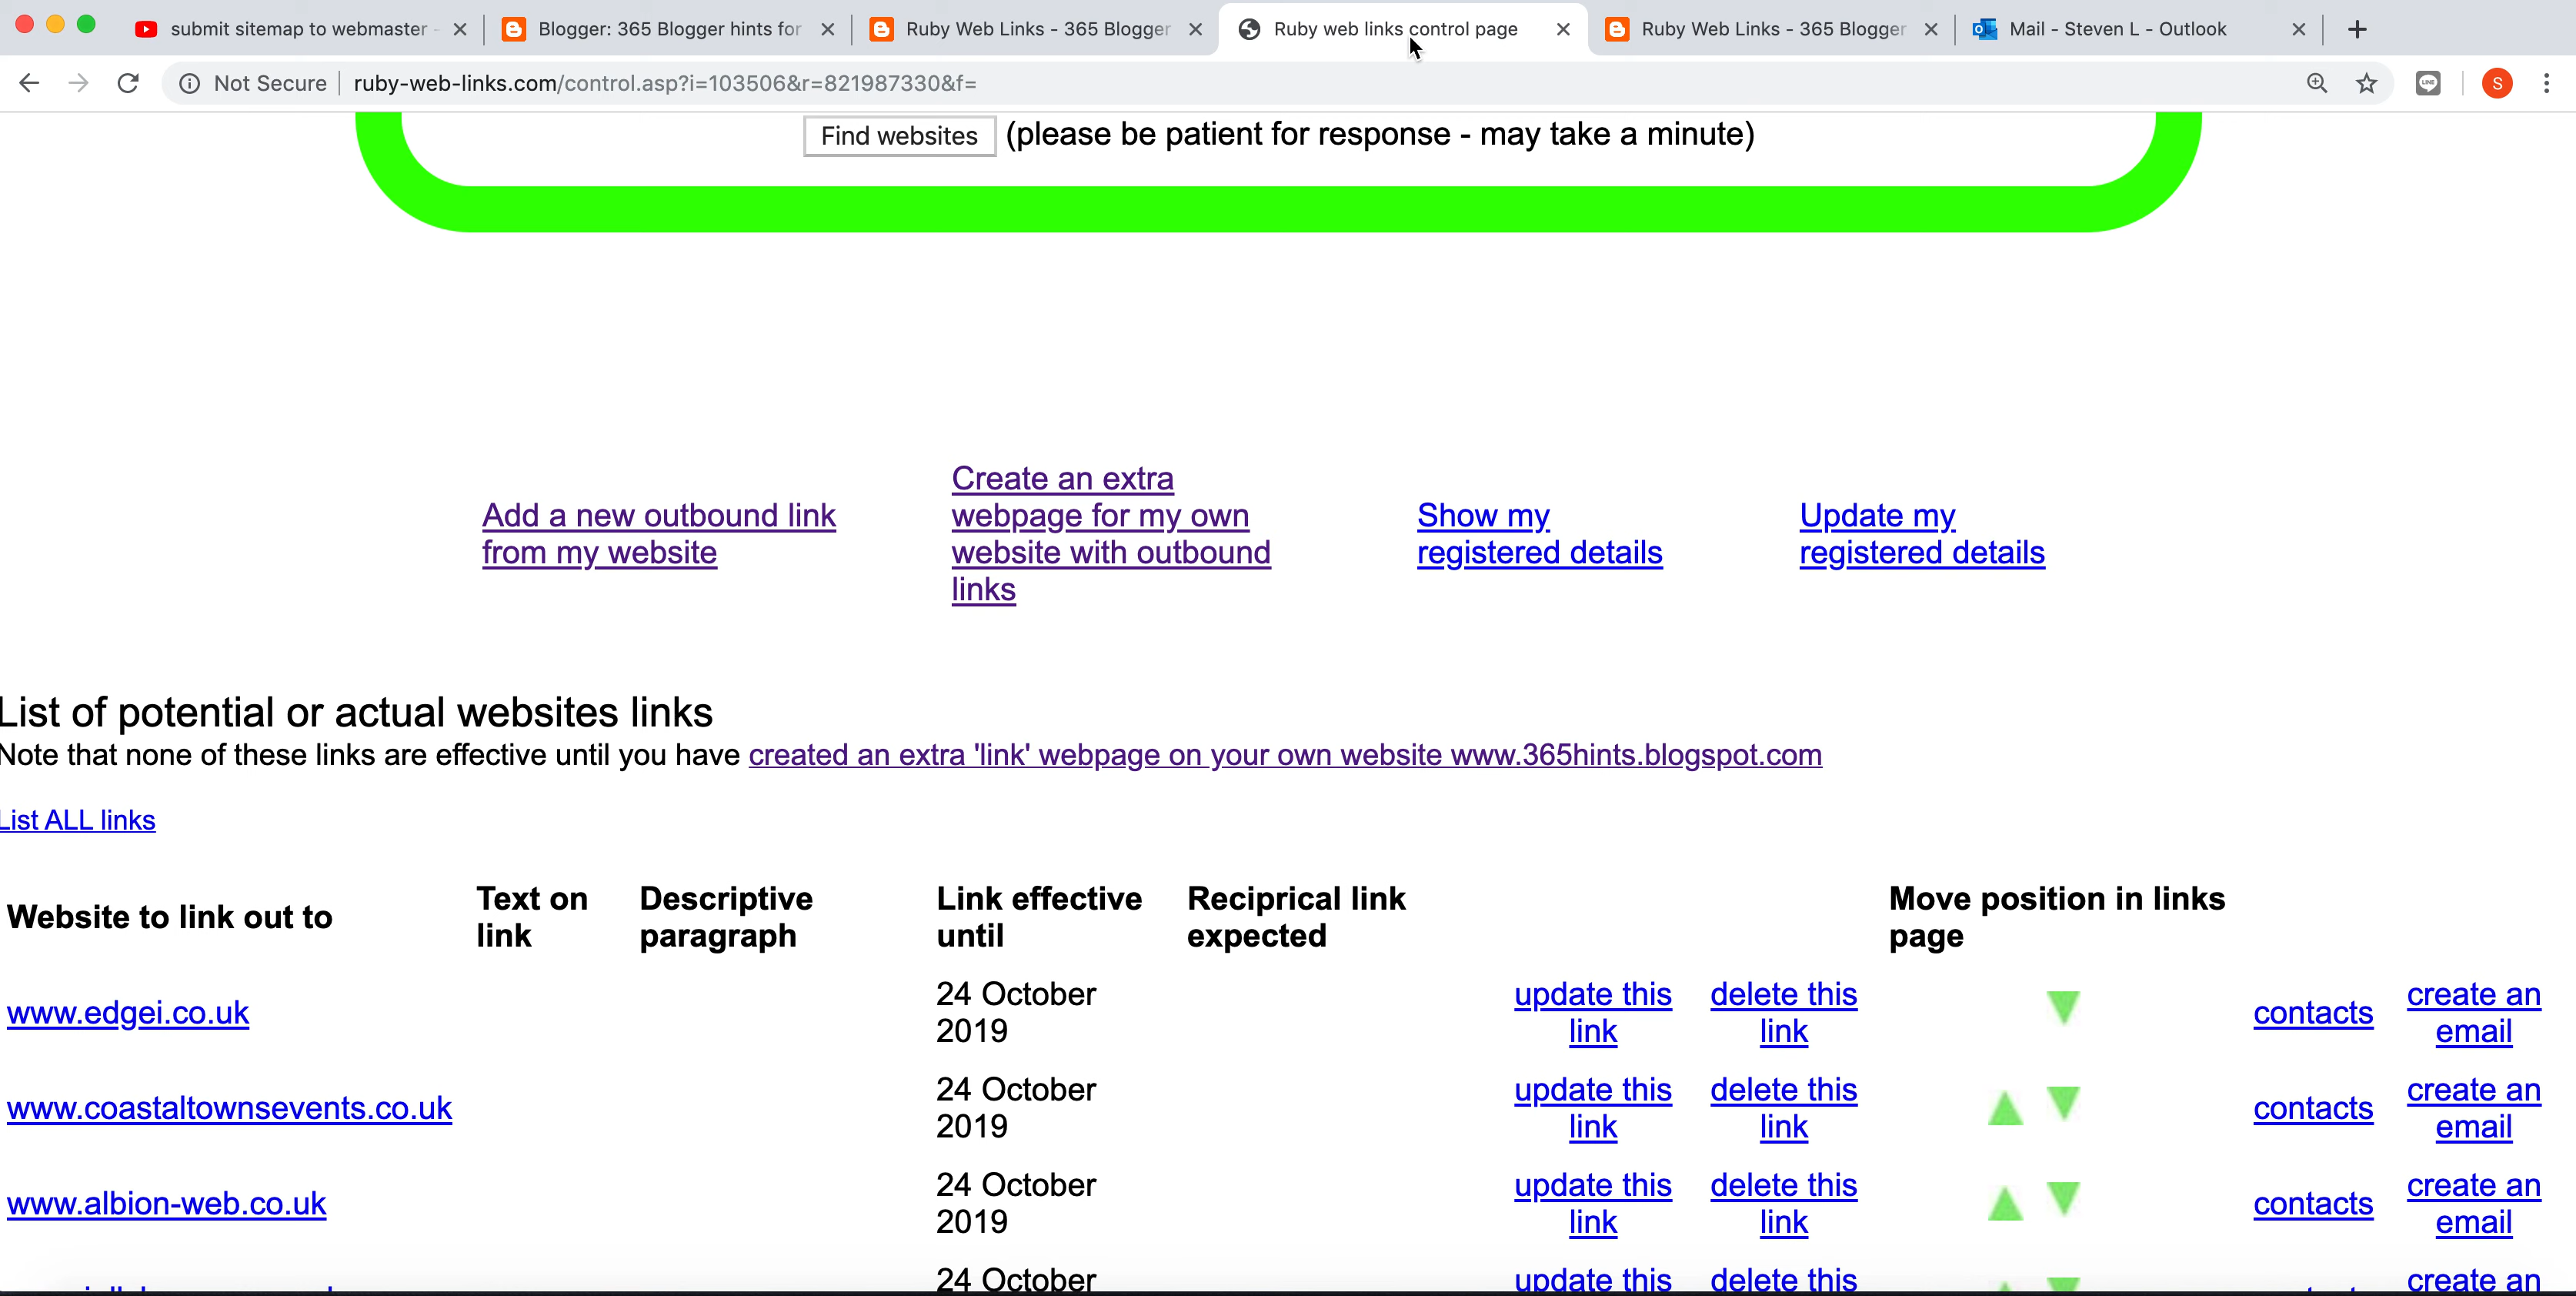 submit sitemap to webmaster -
Blogger: 365 Blogger hints for
Ruby Web Links - 365 Blogger
Ruby web links control page
Ruby Web Links - 365 Blogger
Mail - Steven L - Outlook
Not Secure
ruby-web-links.com/control.asp?i=103506&r=821987330&f=
LINE
S
Find websites (please be patient for response - may take a minute)
Add a new outbound link
from my website
Create an extra
webpage for my own
website with outbound
links
Show my
registered details
Update my
registered details
List of potential or actual websites links
Note that none of these links are effective until you have created an extra 'link' webpage on your own website www.365hints.blogspot.com
List ALL links
Website to link out to
Text on
link
Descriptive
paragraph
Link effective
until
Reciprical link
expected
Move position in links
page
www.edgei.co.uk
24 October
2019
update this
link
delete this
link
contacts
create an
email
www.coastaltownsevents.co.uk
24 October
2019
update this
link
delete this
link
contacts
create an
email
www.albion-web.co.uk
24 October
2019
update this
link
delete this
link
contacts
create an
email
24 October
update this
delete this
create an